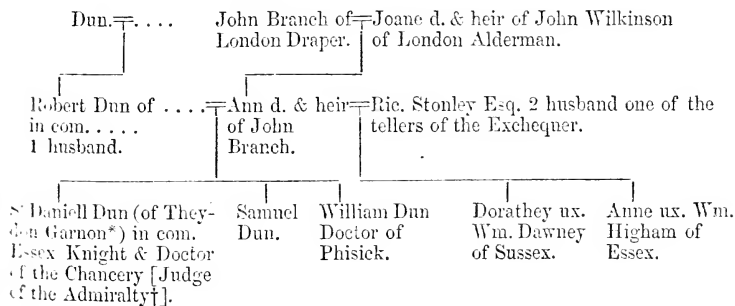 Dun. . . . .
John Branch of
London Draper.
Joane d. & heir of John Wilkinson
of London Alderman.
Robert Dun of . . . .
in com. . . . .
1 husband.
Ann d. & heir
of John
Branch.
Ric. Stonley Esq. 2 husband one of the
tellers of the Exchequer.
Sr Daniell Dun (of They-
don Garnon*) in com.
Essex Knight & Doctor
of the Chancery [Judge
of the Admiralty†].
Samuel
Dun.
William Dun
Doctor of
Phisick.
Dorathey ux.
Wm. Dawney
of Sussex.
Anne ux. Wm.
Higham of
Essex.